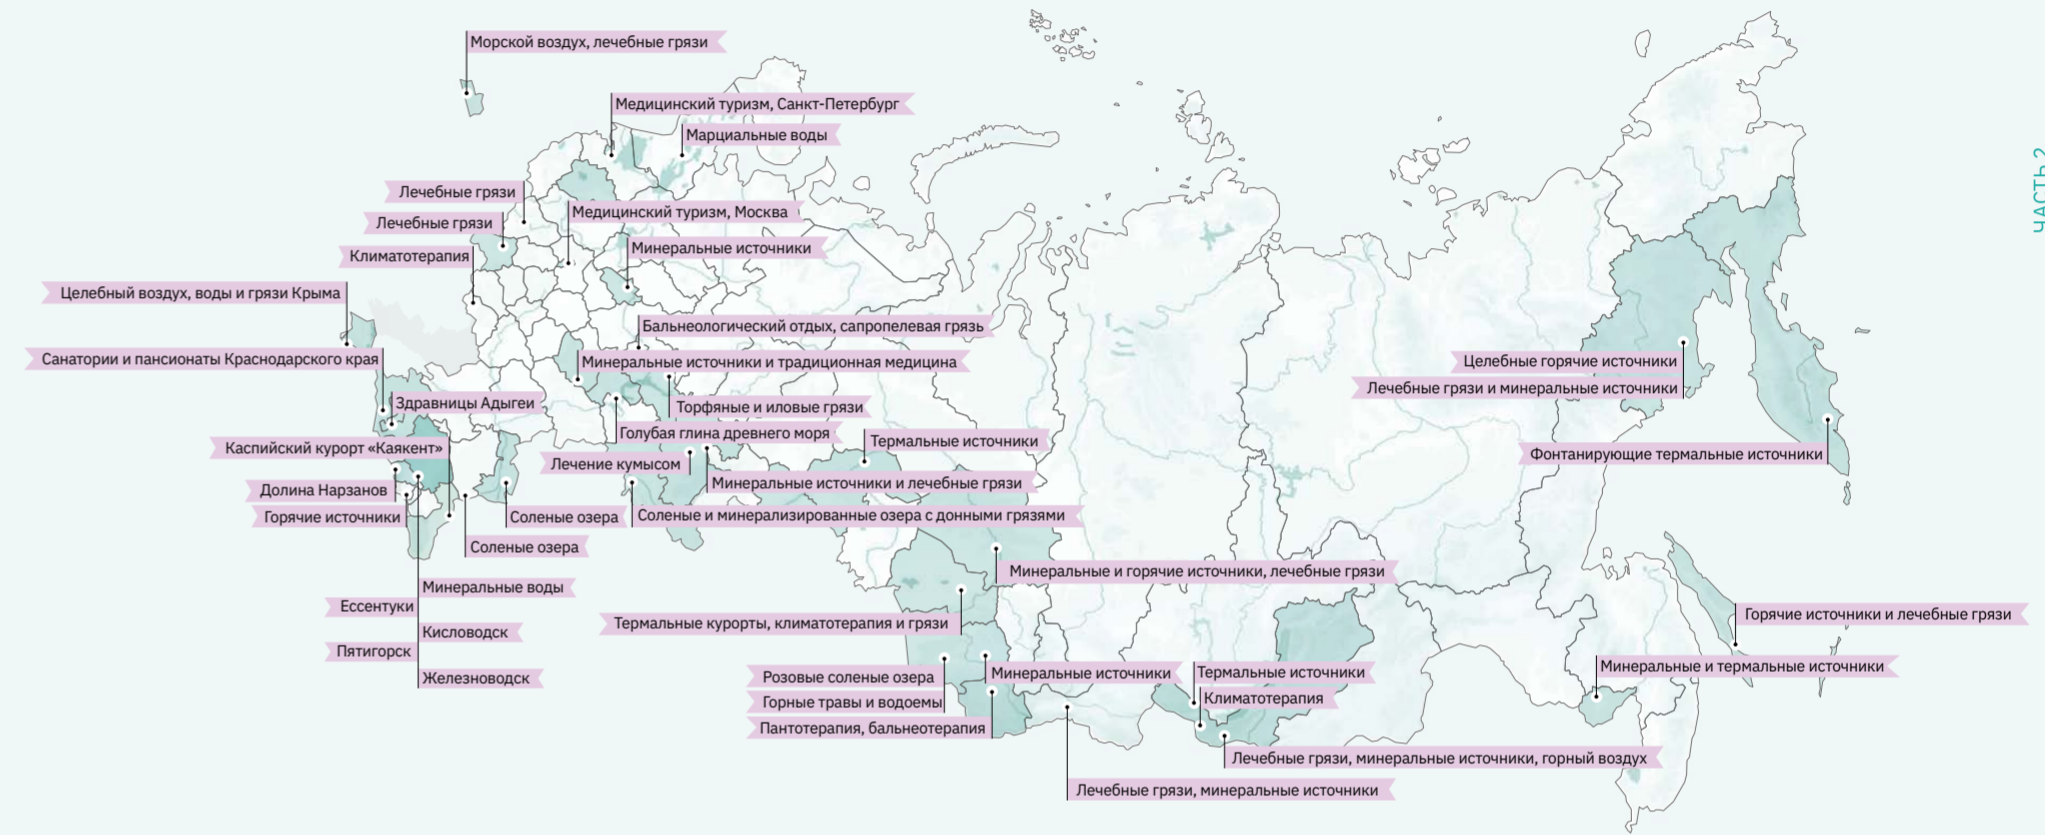 Морской воздух, лечебные грязи
Медицинский туризм, Санкт-Петербург
Марциальные воды
ЧАСТЬ 2
Лечебные грязи
Медицинский туризм, Москва
Лечебные грязи
Минеральные источники
Климатотерапия
Целебный воздух, воды и грязи Крыма
Бальнеологический отдых, сапропелевая грязь
Санатории и пансионаты Краснодарского края
Минеральные источники и традиционная медицина
Целебные горячие источники
Лечебные грязи и минеральные источники
Здравницы Адыгеи
Торфяные и иловые грязи
Голубая глина древнего моря
Термальные источники
Каспийский курорт «Каякент»
Фонтанирующие термальные источники
Лечение кумысом
Минеральные источники и лечебные грязи
Долина Нарзанов
Горячие источники
Соленые озера
Соленые и минерализированные озера с донными грязями
Соленые озера
Минеральные и горячие источники, лечебные грязи
Минеральные воды
Ессентуки
Горячие источники и лечебные грязи
Термальные курорты, климатотерапия и грязи
Кисловодск
Пятигорск
Минеральные и термальные источники
Железноводск
Розовые соленые озера
Минеральные источники
Термальные источники
Горные травы и водоемы
Климатотерапия
Пантотерапия, бальнеотерапия
Лечебные грязи, минеральные источники, горный воздух
Лечебные грязи, минеральные источники